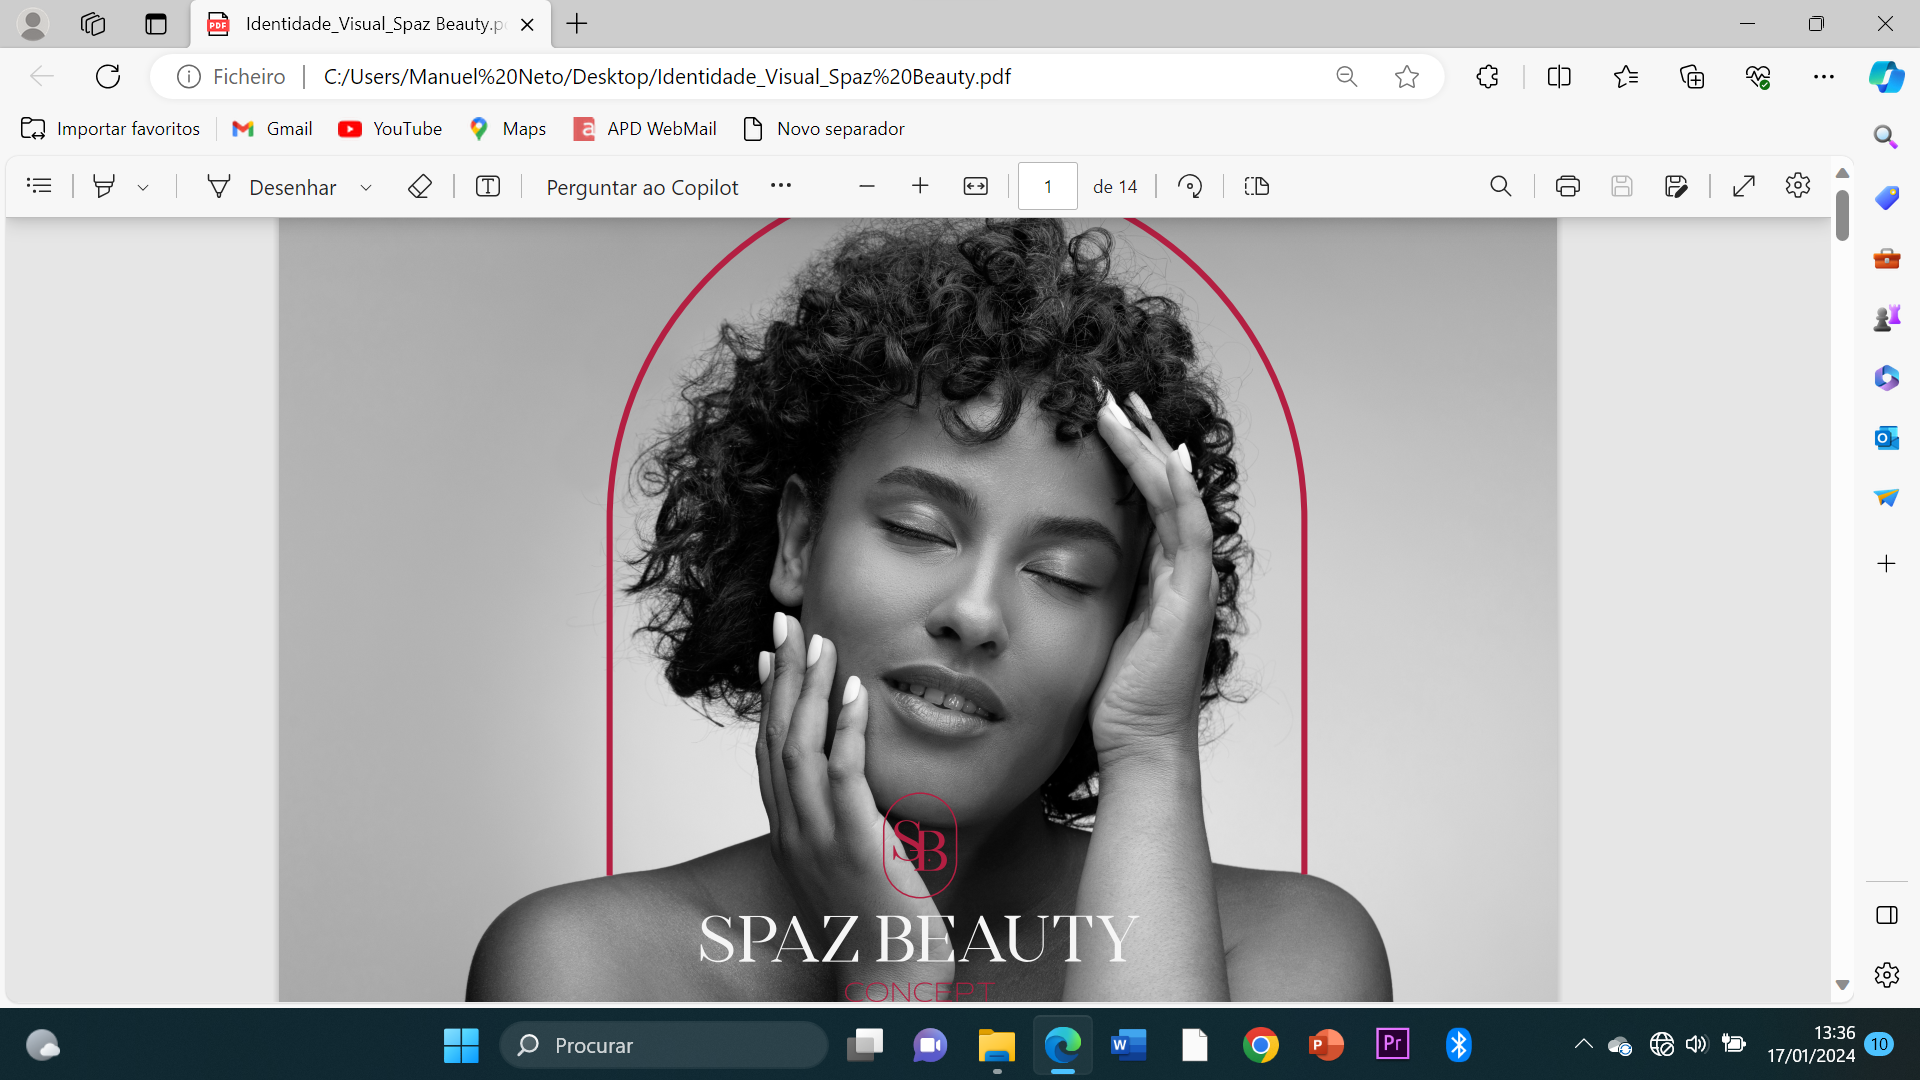 Identidade_Visual_Spaz Beauty.p
Ficheiro
C:/Users/Manuel%20Neto/Desktop/Identidade_Visual_Spaz%20Beauty.pdf
Importar favoritos
Gmail
YouTube
Maps
a APD WebMail
Novo separador
Desenhar
Perguntar ao Copilot
1 de 14
SB
SPAZ BEAUTY
CONCEPT
Procurar
13:36
17/01/2024
10